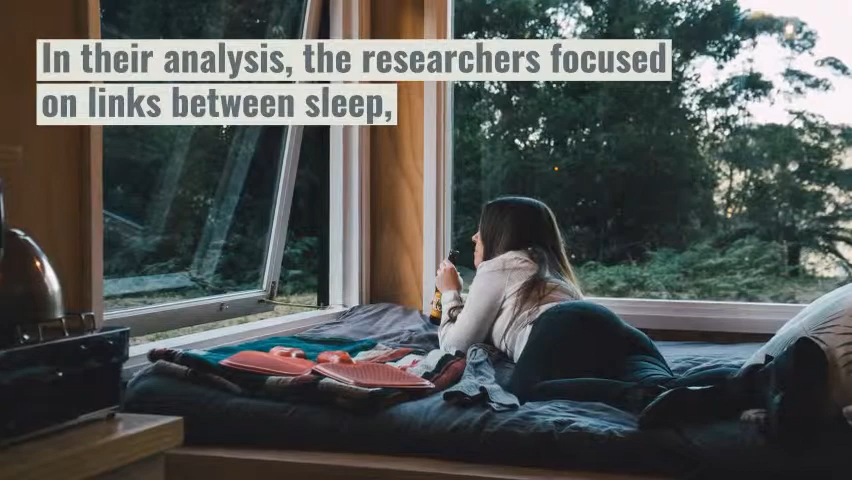 In their analysis, the researchers focused
on links between sleep,